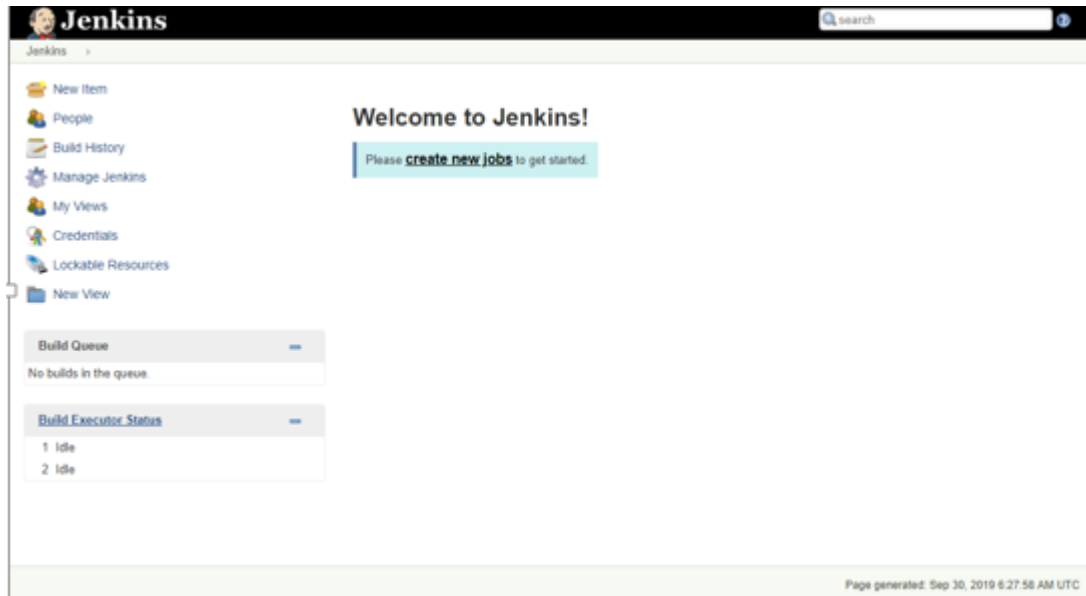 Jenkins
search
Jenkins
New Item
People
Build History
Manage Jenkins
My Views
Credentials
Lockable Resources
New View
Welcome to Jenkins!
Please create new jobs to get started.
Build Queue
No builds in the queue.
Build Executor Status
1 Idle
2 Idle
Page generated: Sep 30, 2019 6:27:58 AM UTC